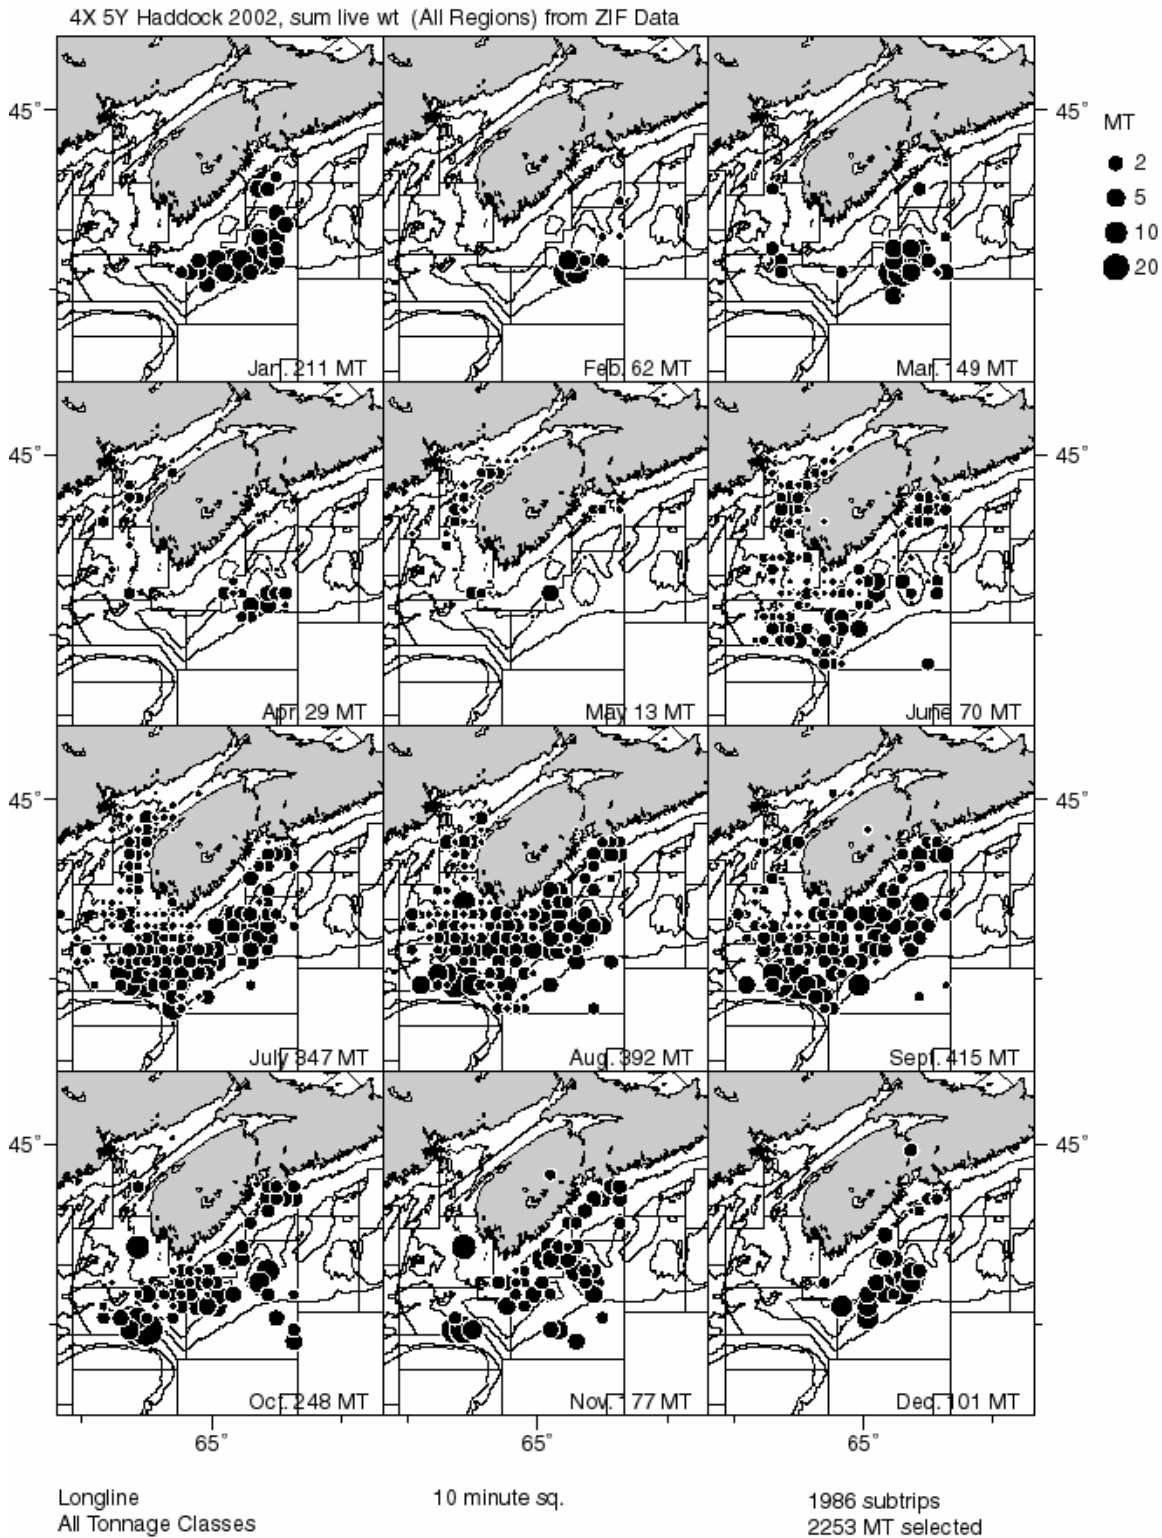 4X 5Y Haddock 2002, sum live wt (All Regions) from ZIF Data
45°
45°
MT
2
5
10
20
Jan. 211 MT
Feb. 62 MT
Mar. 149 MT
45°
45°
Apr. 29 MT
May 13 MT
June 70 MT
45°
45°
July 347 MT
Aug. 392 MT
Sept. 415 MT
45°
45°
Oct. 248 MT
Nov. 177 MT
Dec. 101 MT
65°
65°
65°
Longline
10 minute sq.
1986 subtrips
All Tonnage Classes
2253 MT selected